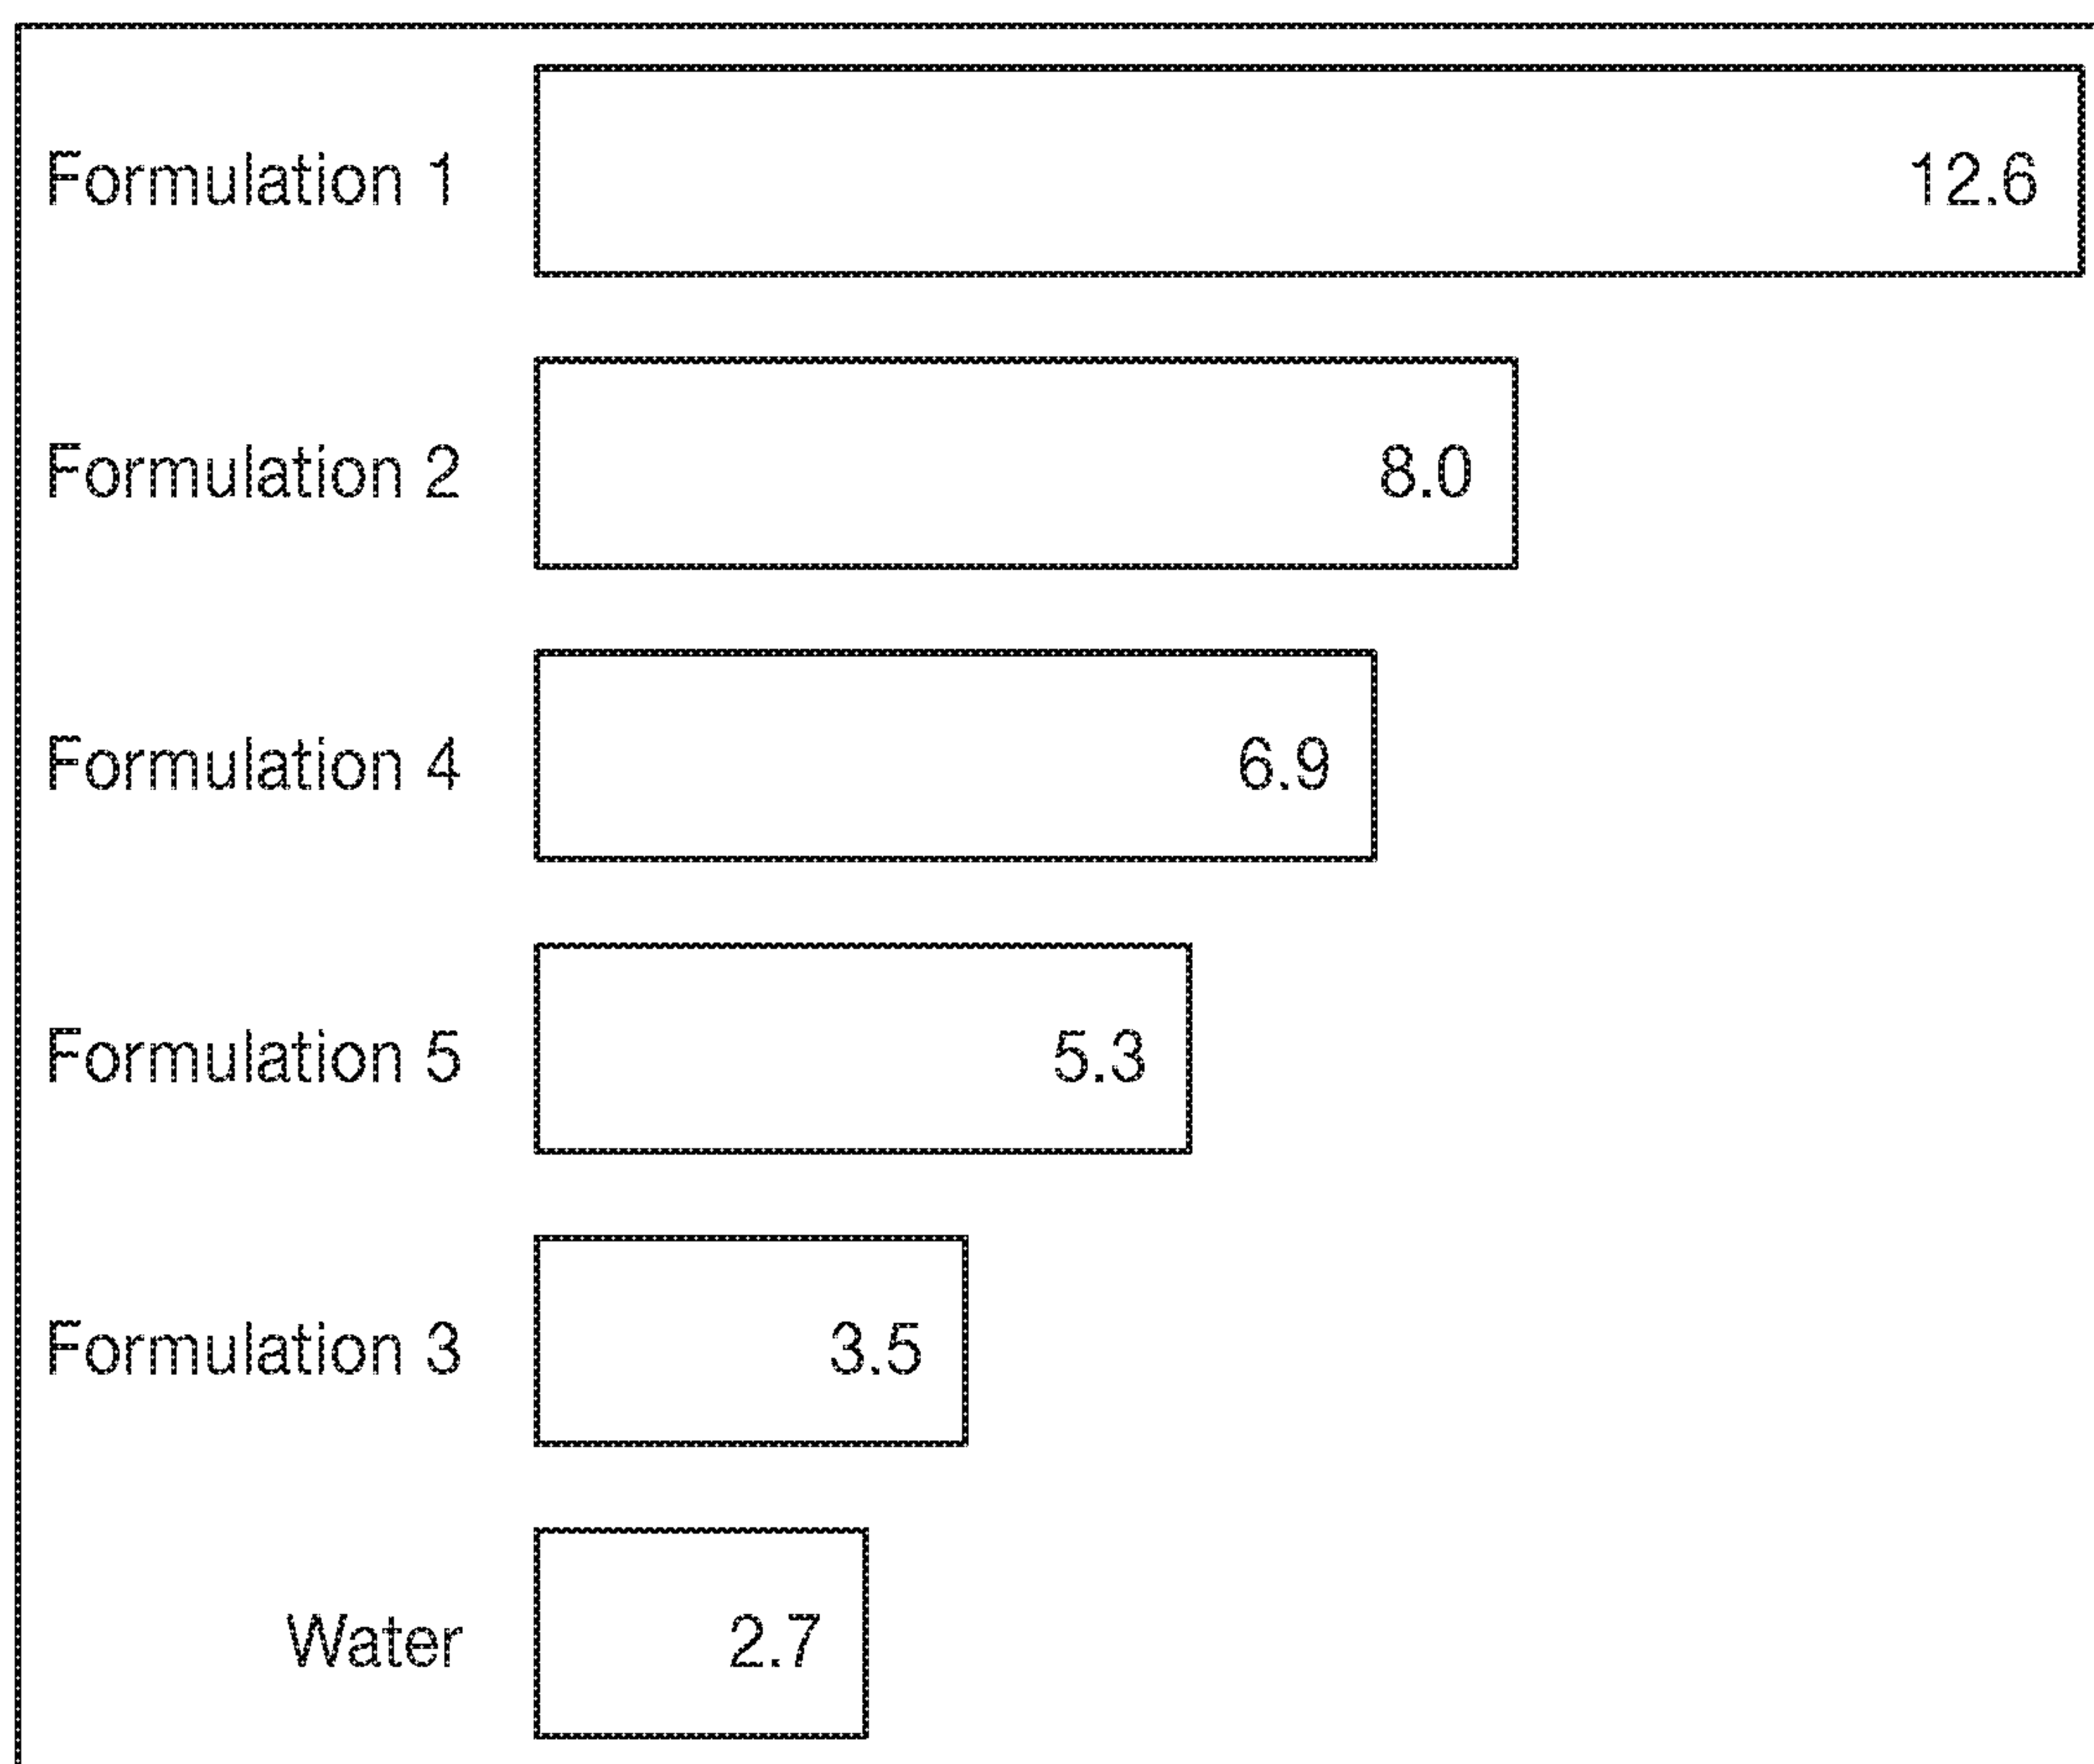 Formulation 1 12.6
Formulation 2 8.0
Formulation 4 6.9
Formulation 5 5.3
Formulation 3 3.5
Water 2.7